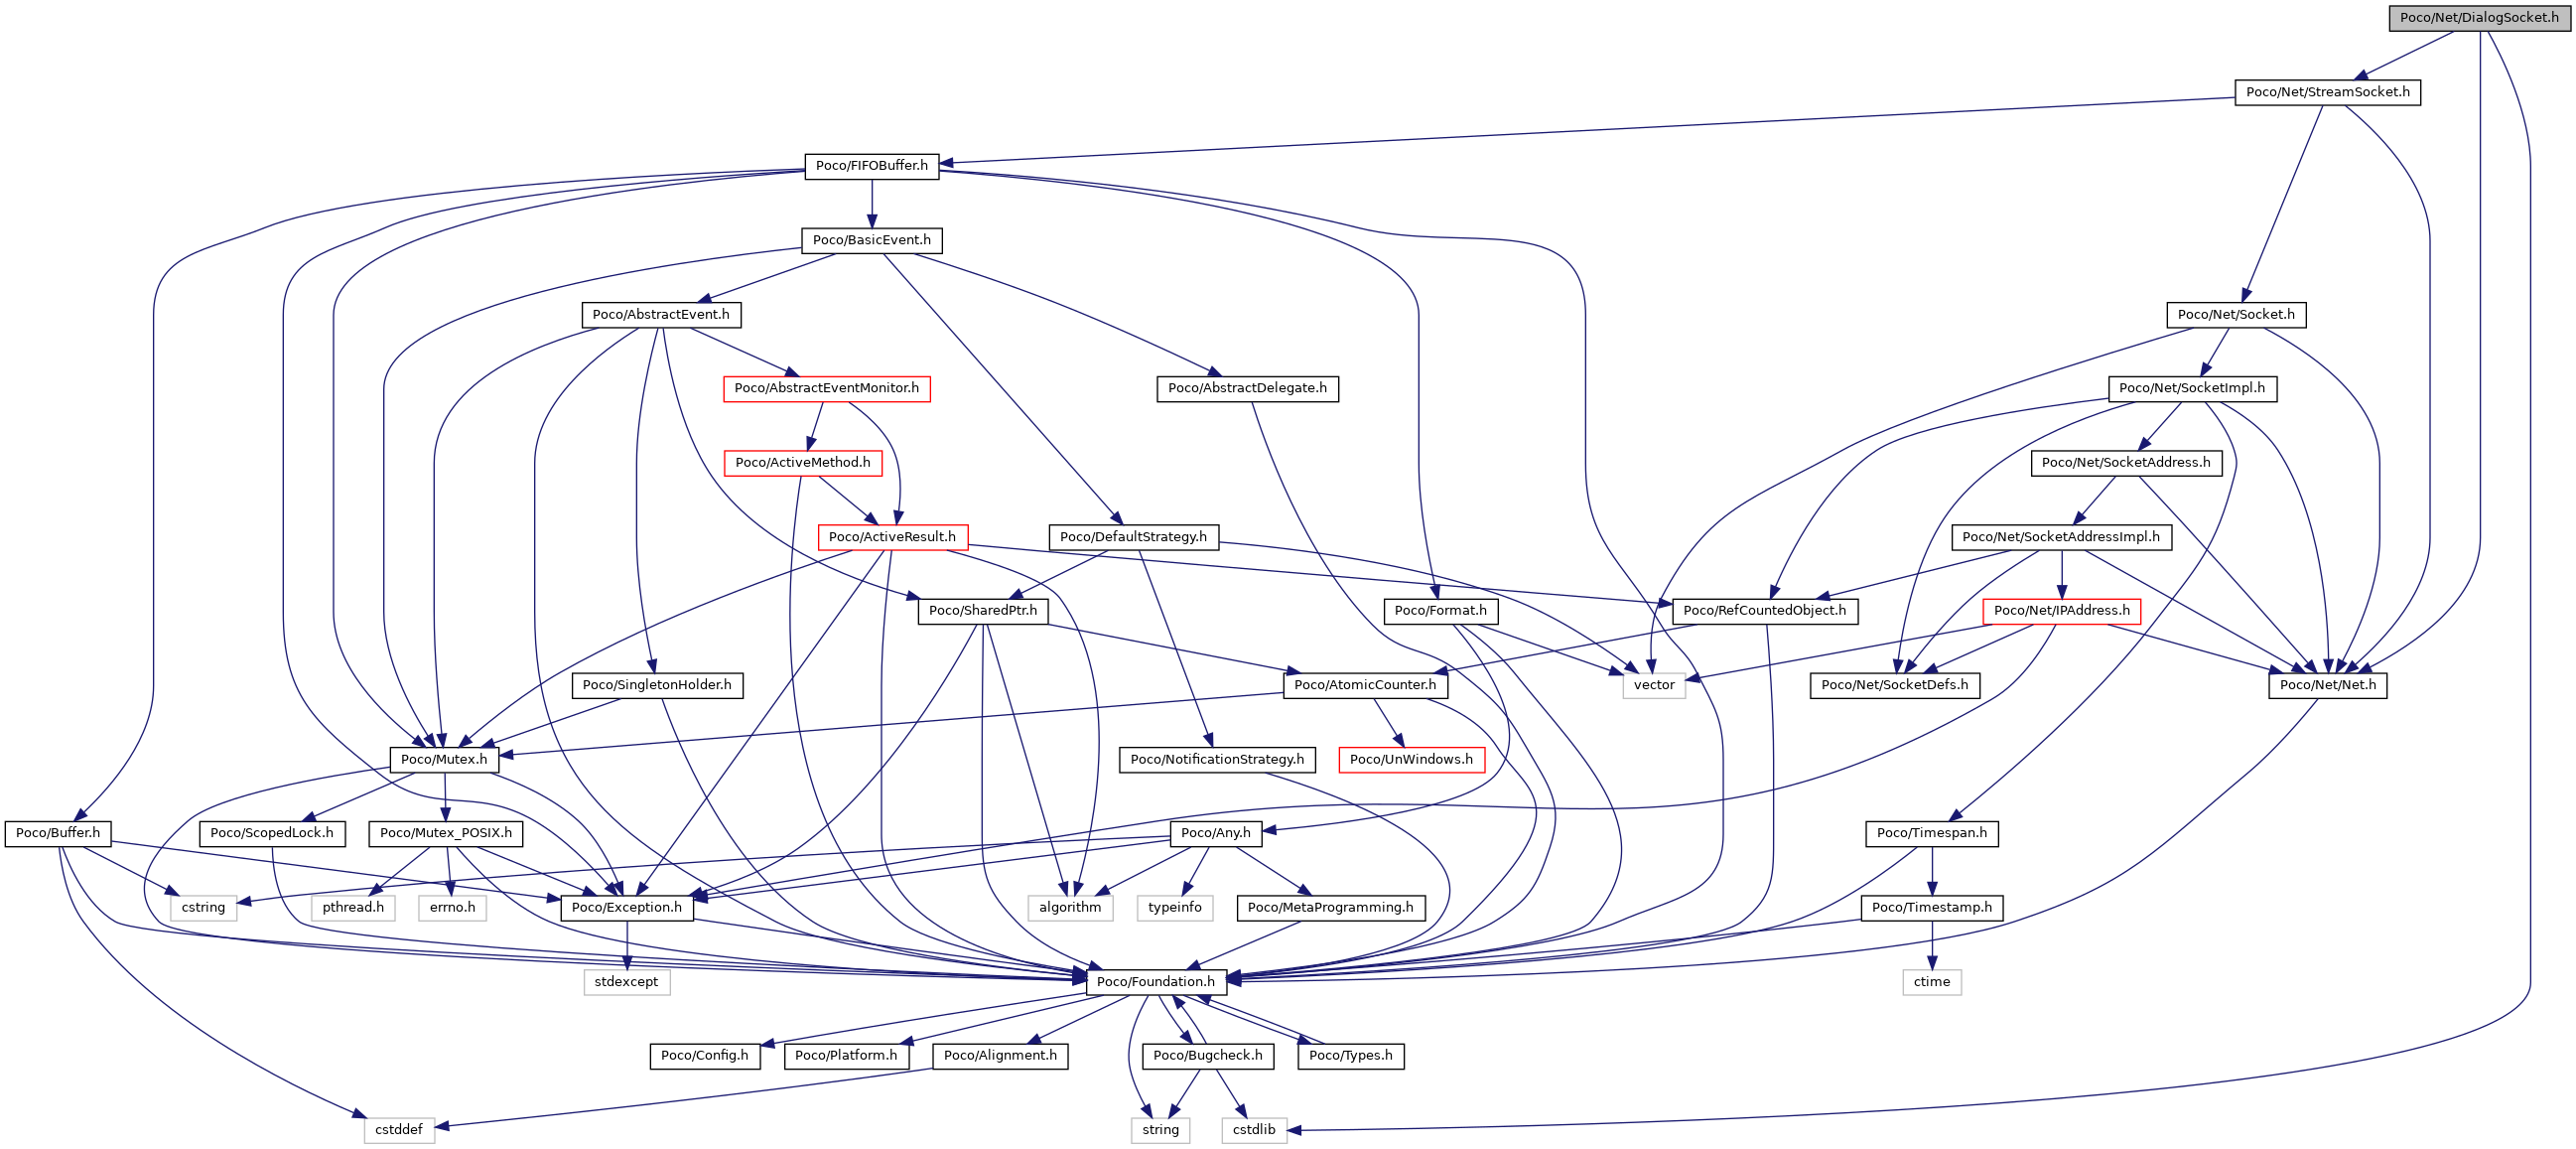 Poco/Net/DialogSocket.h
Poco/Net/StreamSocket.h
Poco/FIFOBuffer.h
Poco/BasicEvent.h
Poco/AbstractEvent.h
Poco/Net/Socket.h
Poco/AbstractEventMonitor.h
Poco/AbstractDelegate.h
Poco/Net/SocketImpl.h
Poco/ActiveMethod.h
Poco/Net/SocketAddress.h
Poco/ActiveResult.h
Poco/DefaultStrategy.h
Poco/Net/SocketAddressImpl.h
Poco/SharedPtr.h
Poco/Format.h
Poco/RefCountedObject.h
Poco/Net/IPAddress.h
Poco/SingletonHolder.h
Poco/AtomicCounter.h
vector
Poco/Net/SocketDefs.h
Poco/Net/Net.h
Poco/Mutex.h
Poco/NotificationStrategy.h
Poco/UnWindows.h
Poco/Buffer.h
Poco/ScopedLock.h
Poco/Mutex_POSIX.h
Poco/Any.h
Poco/Timespan.h
cstring
pthread.h
errno.h
Poco/Exception.h
algorithm
typeinfo
Poco/MetaProgramming.h
Poco/Timestamp.h
stdexcept
Poco/Foundation.h
ctime
Poco/Config.h
Poco/Platform.h
Poco/Alignment.h
Poco/Bugcheck.h
Poco/Types.h
cstddef
string
cstdlib